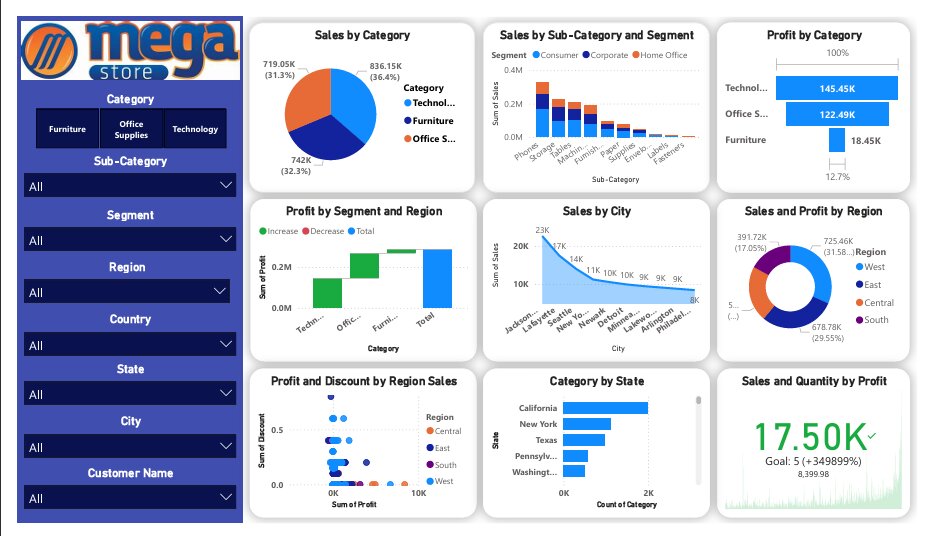 mega
store
Category
Furniture
Office Supplies
Technology
Sub-Category
All
Segment
All
Region
All
Country
All
State
All
City
All
Customer Name
All
Sales by Category
719.05K
(31.3%)
836.15K
(36.4%)
742K
(32.3%)
Category
Technol...
Furniture
Office S...
Sales by Sub-Category and Segment
Segment Consumer Corporate Home Office
Sum of Sales
0.4M
0.2M
0.0M
Phones
Storage
Tables
Machin...
Furnish...
Paper
Supplies
Envelo...
Labels
Fasteners
Sub-Category
Profit by Category
100%
Technol... 145.45K
Office S... 122.49K
Furniture 18.45K
12.7%
Profit by Segment and Region
Increase Decrease Total
Sum of Profit
0.2M
0.0M
Techn...
Offic...
Furni...
Total
Category
Sales by City
Sum of Sales
20K
10K
23K
17K
14K
11K
10K
10K
9K
9K
9K
8K
Jackson...
Lafayette
Seattle
New Yo...
Newark
Detroit
Minnea...
Lakewo...
Arlington
Philadel...
City
Sales and Profit by Region
391.72K
(17.05%)
725.46K
(31.58...)
5...
(...)
678.78K
(29.55%)
Region
West
East
Central
South
Profit and Discount by Region Sales
Sum of Discount
0.5
0.0
0K
10K
Sum of Profit
Region
Central
East
South
West
Category by State
State
California
New York
Texas
Pennsylv...
Washingt...
0K
2K
Count of Category
Sales and Quantity by Profit
17.50K
Goal: 5 (+349899%)
8,399.98